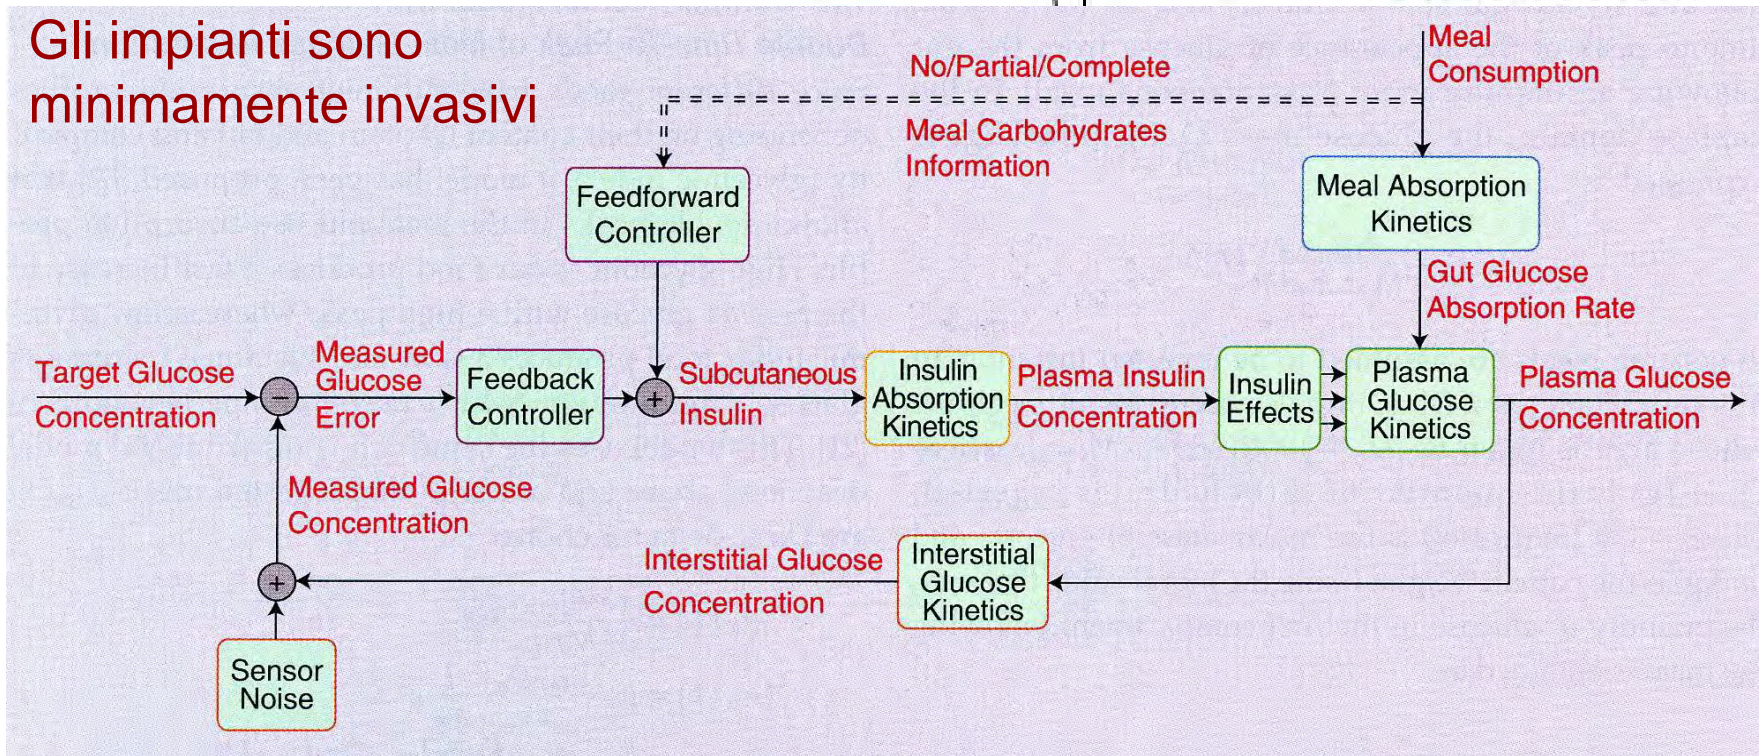 Gli impianti sono
minimamente invasivi
Meal
Consumption
No/Partial/Complete
Meal Carbohydrates
Information
Feedforward
Controller
Meal Absorption
Kinetics
Gut Glucose
Absorption Rate
Target Glucose
Concentration
−
Measured
Glucose
Error
Feedback
Controller
+
Subcutaneous
Insulin
Insulin
Absorption
Kinetics
Plasma Insulin
Concentration
Insulin
Effects
Plasma
Glucose
Kinetics
Plasma Glucose
Concentration
Measured Glucose
Concentration
+
Interstitial Glucose
Concentration
Interstitial
Glucose
Kinetics
Sensor
Noise